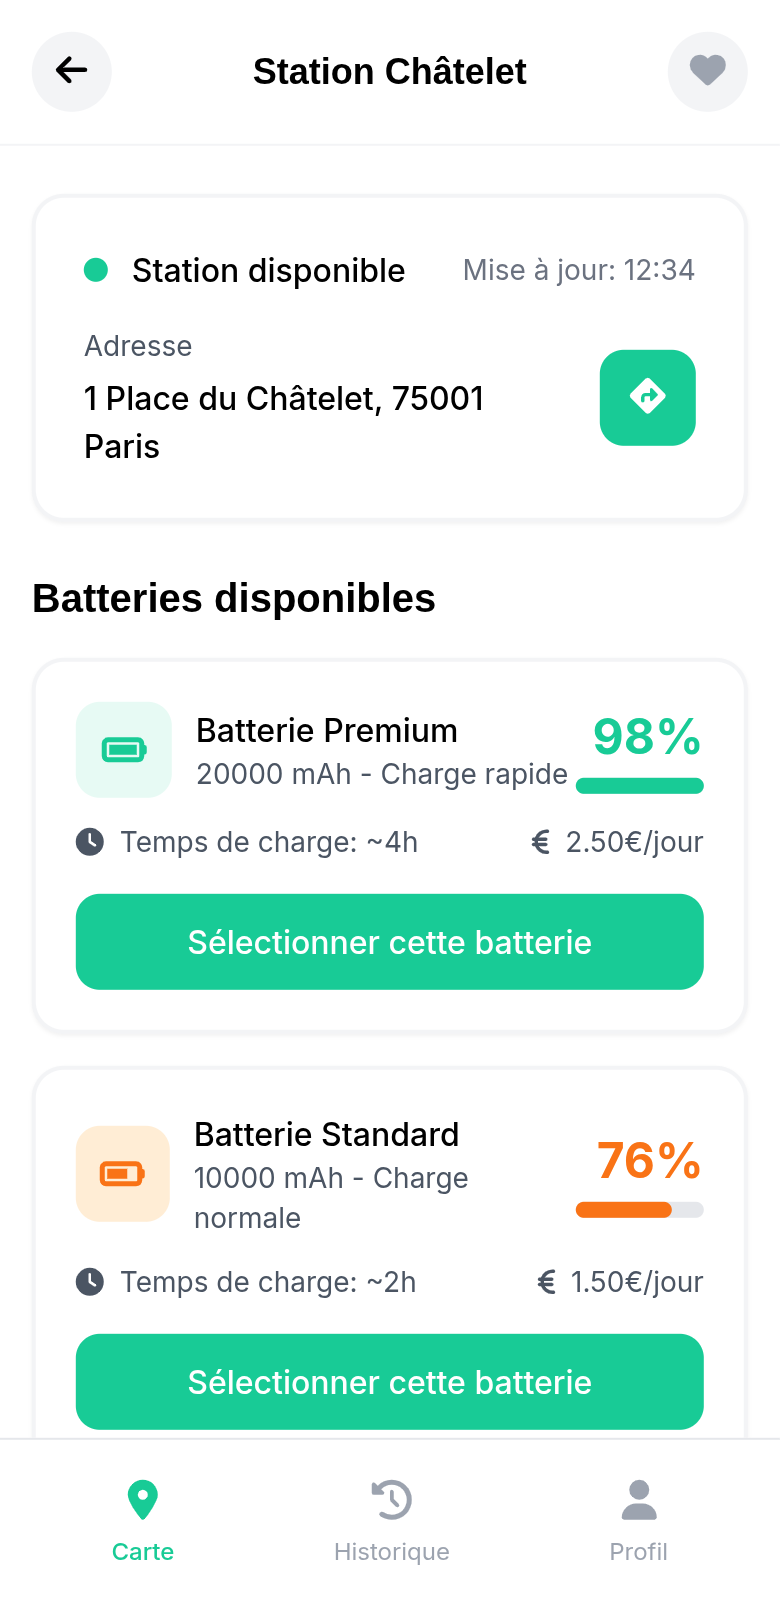 Station Châtelet
Station disponible
Mise à jour: 12:34
Adresse
1 Place du Châtelet, 75001
Paris
Batteries disponibles
Batterie Premium
20000 mAh - Charge rapide
98%
Temps de charge: ~4h
€ 2.50€/jour
Sélectionner cette batterie
Batterie Standard
10000 mAh - Charge
normale
76%
Temps de charge: ~2h
€ 1.50€/jour
Sélectionner cette batterie
Carte
Historique
Profil